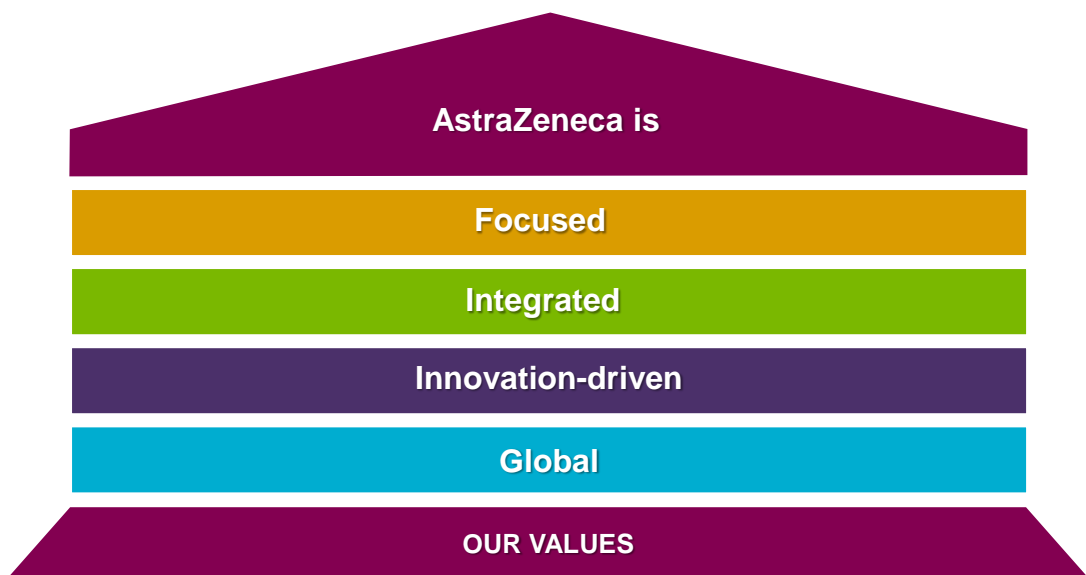 AstraZeneca is
Focused
Integrated
Innovation-driven
Global
OUR VALUES